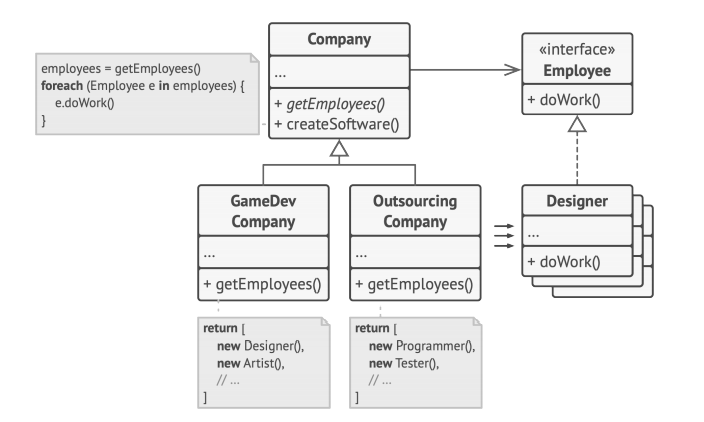 Company
...
+ getEmployees()
+ createSoftware()
employees = getEmployees()
foreach (Employee e in employees) {
e.doWork()
}
«interface»
Employee
+ doWork()
GameDev
Company
...
+ getEmployees()
Outsourcing
Company
...
+ getEmployees()
Designer
...
+ doWork()
return [
new Designer(),
new Artist(),
// ...
]
return [
new Programmer(),
new Tester(),
// ...
]